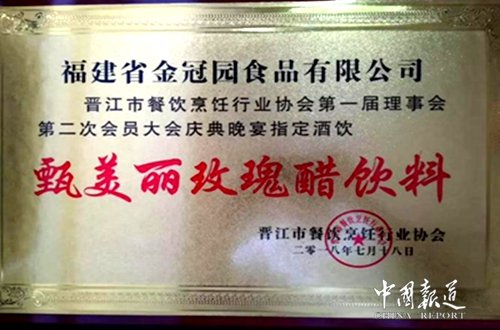 福建省金冠园食品有限公司
晋江市餐饮烹饪行业协会第一届理事会
第二次会员大会庆典晚宴指定酒饮
甄美丽玫瑰醋饮料
晋江市餐饮烹饪行业协会
二零一八年七月十八日
中國報道
CHINA REPORT